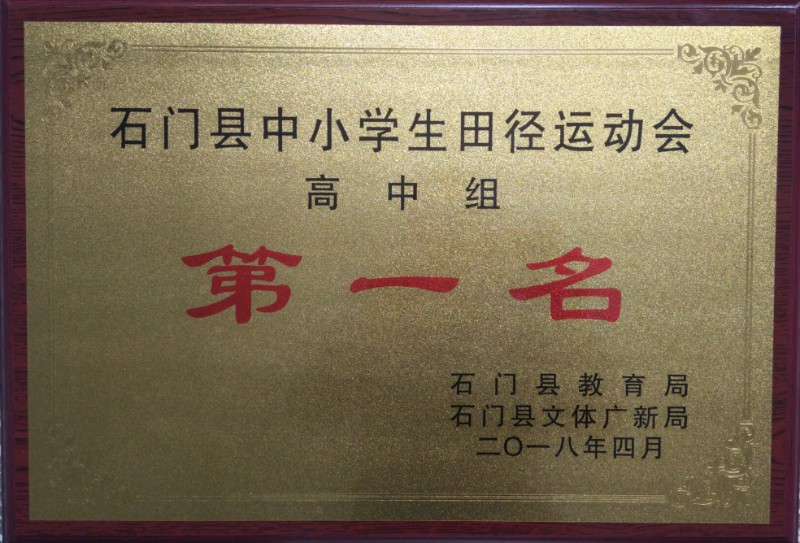 石门县中小学生田径运动会
高中组
第一名
石门县教育局
石门县文体广新局
二〇一八年四月